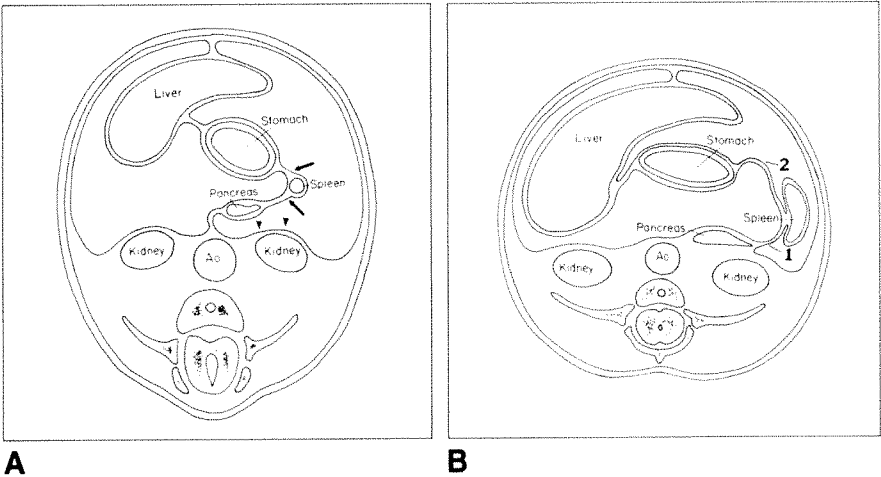 Liver
Stomach
Pancreas
Spleen
Kidney
Ao
Kidney
A
Liver
Stomach
2
Spleen
Pancreas
1
Kidney
Ao
Kidney
B